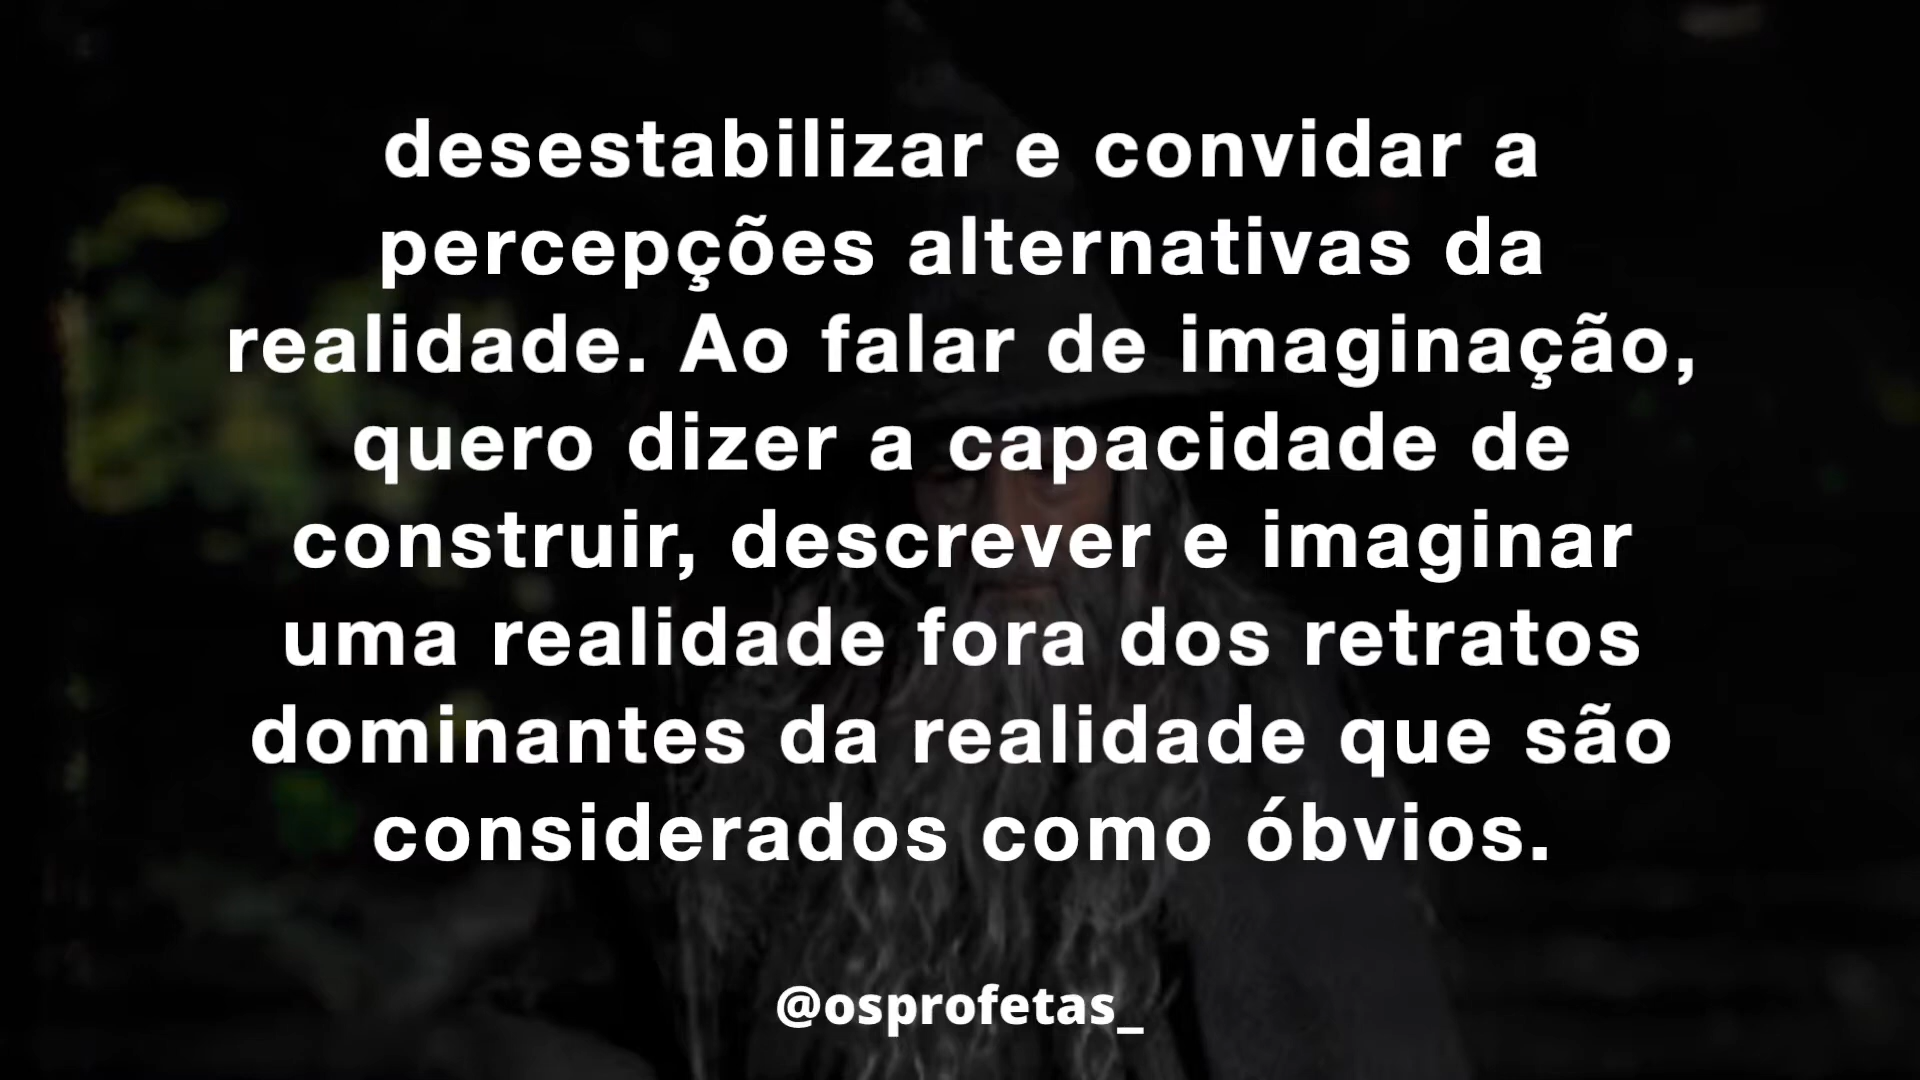 desestabilizar e convidar a
percepções alternativas da
realidade. Ao falar de imaginação,
quero dizer a capacidade de
construir, descrever e imaginar
uma realidade fora dos retratos
dominantes da realidade que são
considerados como óbvios.
@osprofetas_